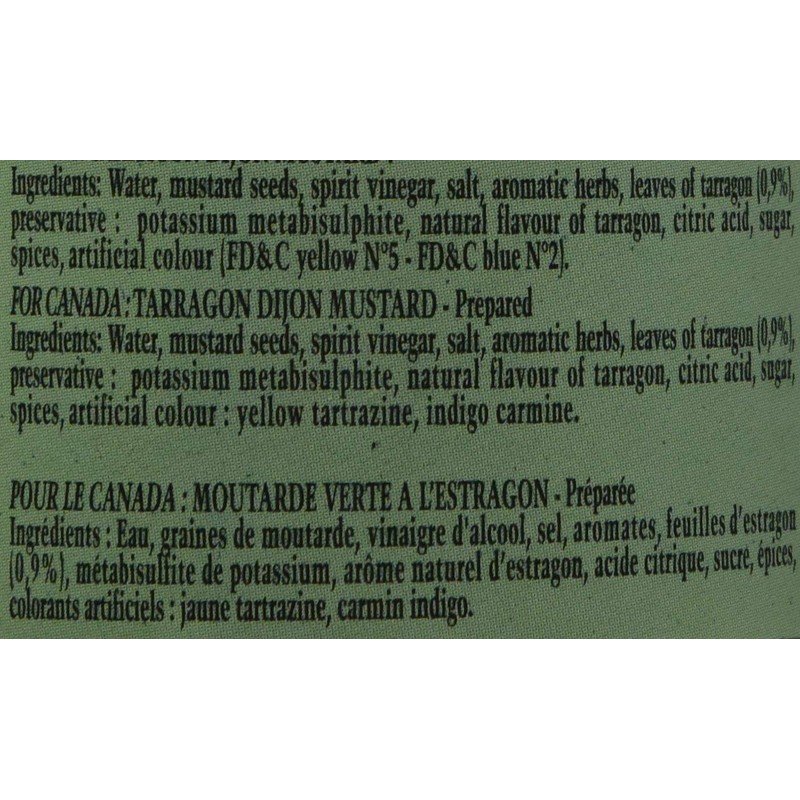 DIJON MUSTARD
Ingredients: Water, mustard seeds, spirit vinegar, salt, aromatic herbs, leaves of tarragon (0,9%),
preservative : potassium metabisulphite, natural flavour of tarragon, citric acid, sugar,
spices, artificial colour (FD&C yellow N°5 - FD&C blue N°2).
FOR CANADA : TARRAGON DIJON MUSTARD - Prepared
Ingredients: Water, mustard seeds, spirit vinegar, salt, aromatic herbs, leaves of tarragon (0,9%),
preservative : potassium metabisulphite, natural flavour of tarragon, citric acid, sugar,
spices, artificial colour : yellow tartrazine, indigo carmine.
POUR LE CANADA : MOUTARDE VERTE A L'ESTRAGON - Préparée
Ingrédients : Eau, graines de moutarde, vinaigre d'alcool, sel, aromates, feuilles d'estragon
(0,9%), métabisulfite de potassium, arôme naturel d'estragon, acide citrique, sucre, épices,
colorants artificiels : jaune tartrazine, carmin indigo.